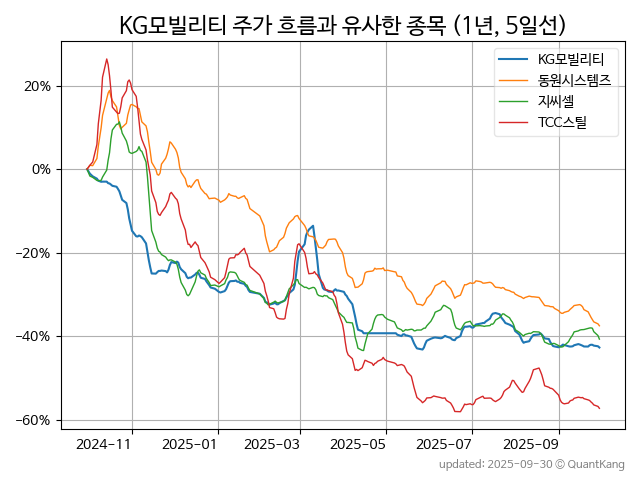 KG모빌리티 주가 흐름과 유사한 종목 (1년, 5일선)
KG모빌리티
동원시스템즈
지씨셀
TCC스틸
20%
0%
−20%
−40%
−60%
2024−11
2025−01
2025−03
2025−05
2025−07
2025−09
updated: 2025-09-30 © QuantKang